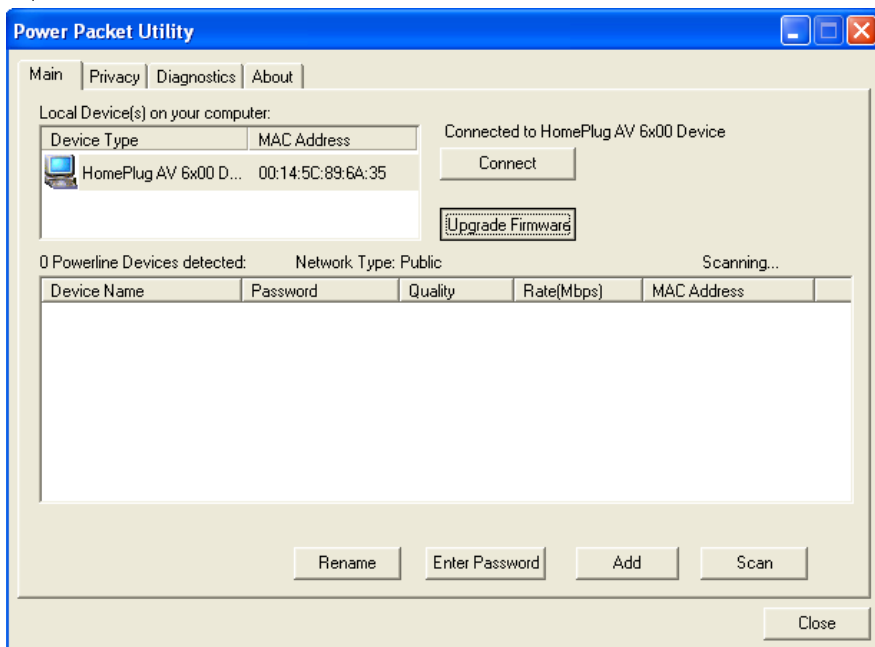 Power Packet Utility
Main Privacy Diagnostics About
Local Device(s) on your computer:
Device Type MAC Address
HomePlug AV 6x00 D... 00:14:5C:89:6A:35
Connected to HomePlug AV 6x00 Device
Connect
Upgrade Firmware
0 Powerline Devices detected: Network Type: Public Scanning...
Device Name Password Quality Rate(Mbps) MAC Address
Rename Enter Password Add Scan
Close